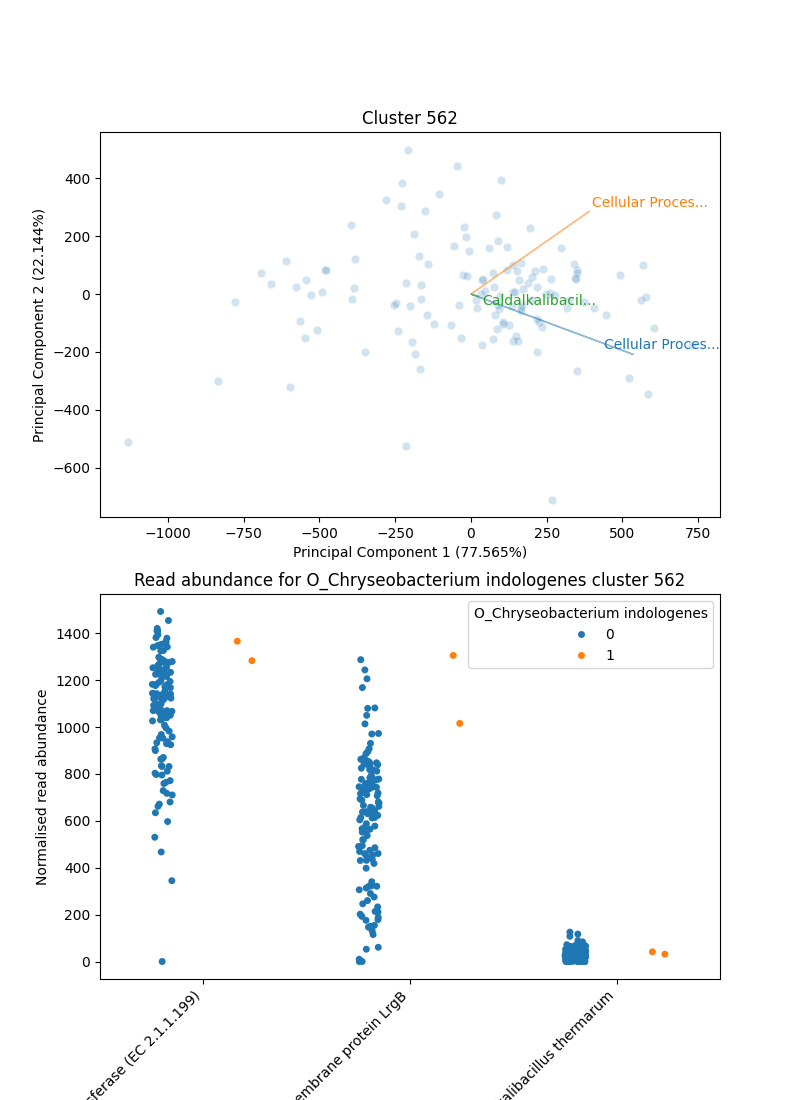 Cluster 562
Principal Component 2 (22.144%)
400
200
0
−200
−400
−600
Cellular Proces...
Caldalkalibacil...
Cellular Proces...
−1000
−750
−500
−250
0
250
500
750
Principal Component 1 (77.565%)
Read abundance for O_Chryseobacterium indologenes cluster 562
Normalised read abundance
1400
1200
1000
800
600
400
200
0
O_Chryseobacterium indologenes
0
1
sferase (EC 2.1.1.199)
embrane protein LrgB
alibacillus thermarum